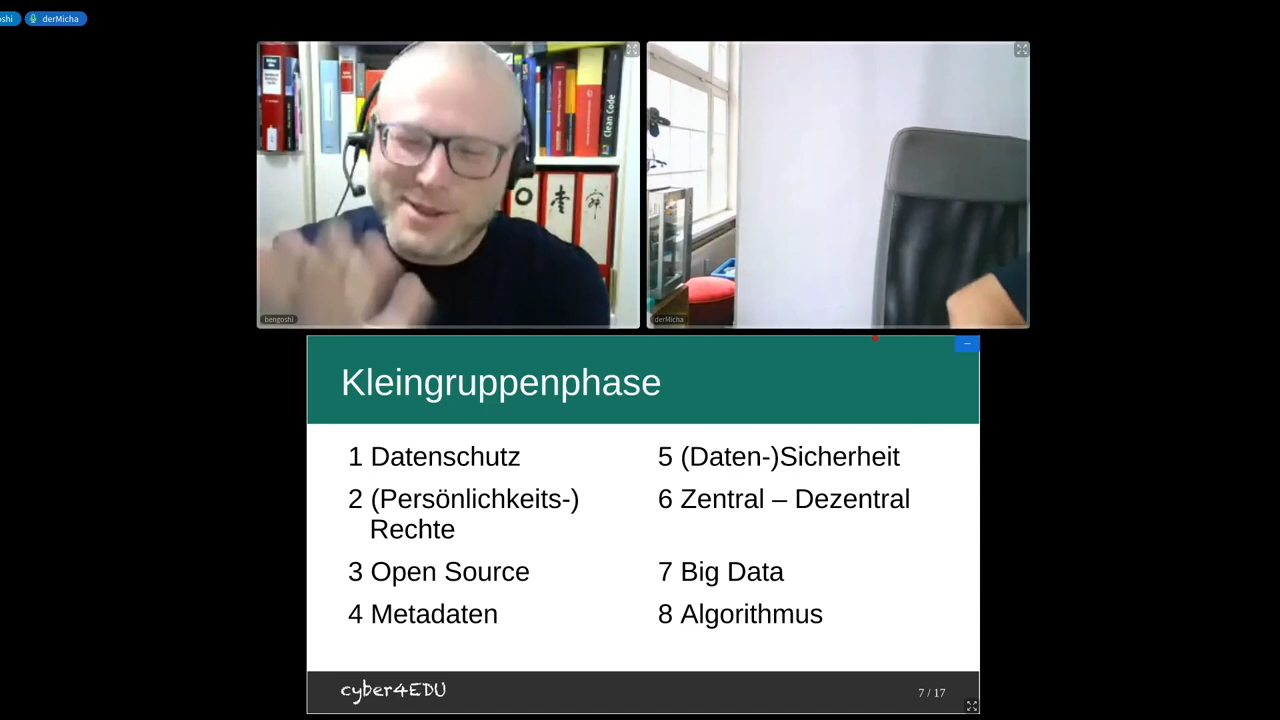 oshi
derMicha
Clean Code
bengoshi
derMicha
Kleingruppenphase
1 Datenschutz
2 (Persönlichkeits-)
Rechte
3 Open Source
4 Metadaten
5 (Daten-)Sicherheit
6 Zentral – Dezentral
7 Big Data
8 Algorithmus
cyber4EDU
7 / 17